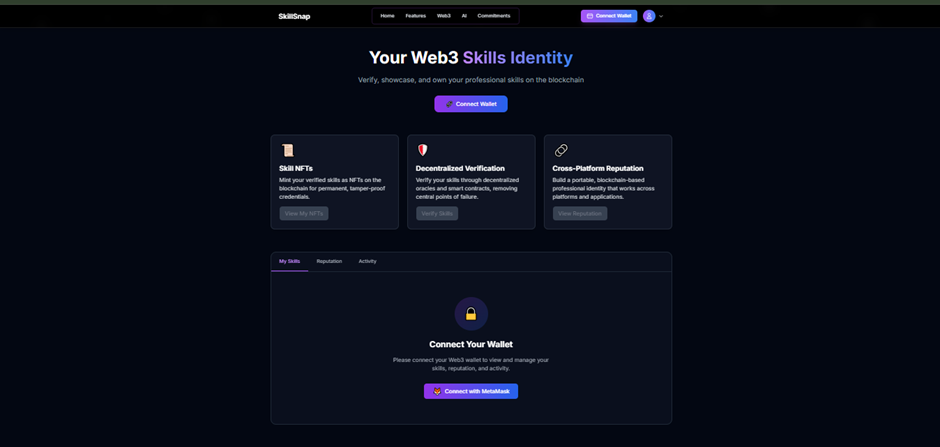 SkillSnap
Home Features Web3 AI Commitments
Connect Wallet
Your Web3 Skills Identity
Verify, showcase, and own your professional skills on the blockchain
Connect Wallet
Skill NFTs
Mint your verified skills as NFTs on the
blockchain for permanent, tamper-proof
credentials.
View My NFTs
Decentralized Verification
Verify your skills through decentralized
oracles and smart contracts, removing
central points of failure.
Verify Skills
Cross-Platform Reputation
Build a portable, blockchain-based
professional identity that works across
platforms and applications.
View Reputation
My Skills Reputation Activity
Connect Your Wallet
Please connect your Web3 wallet to view and manage your
skills, reputation, and activity.
Connect with MetaMask